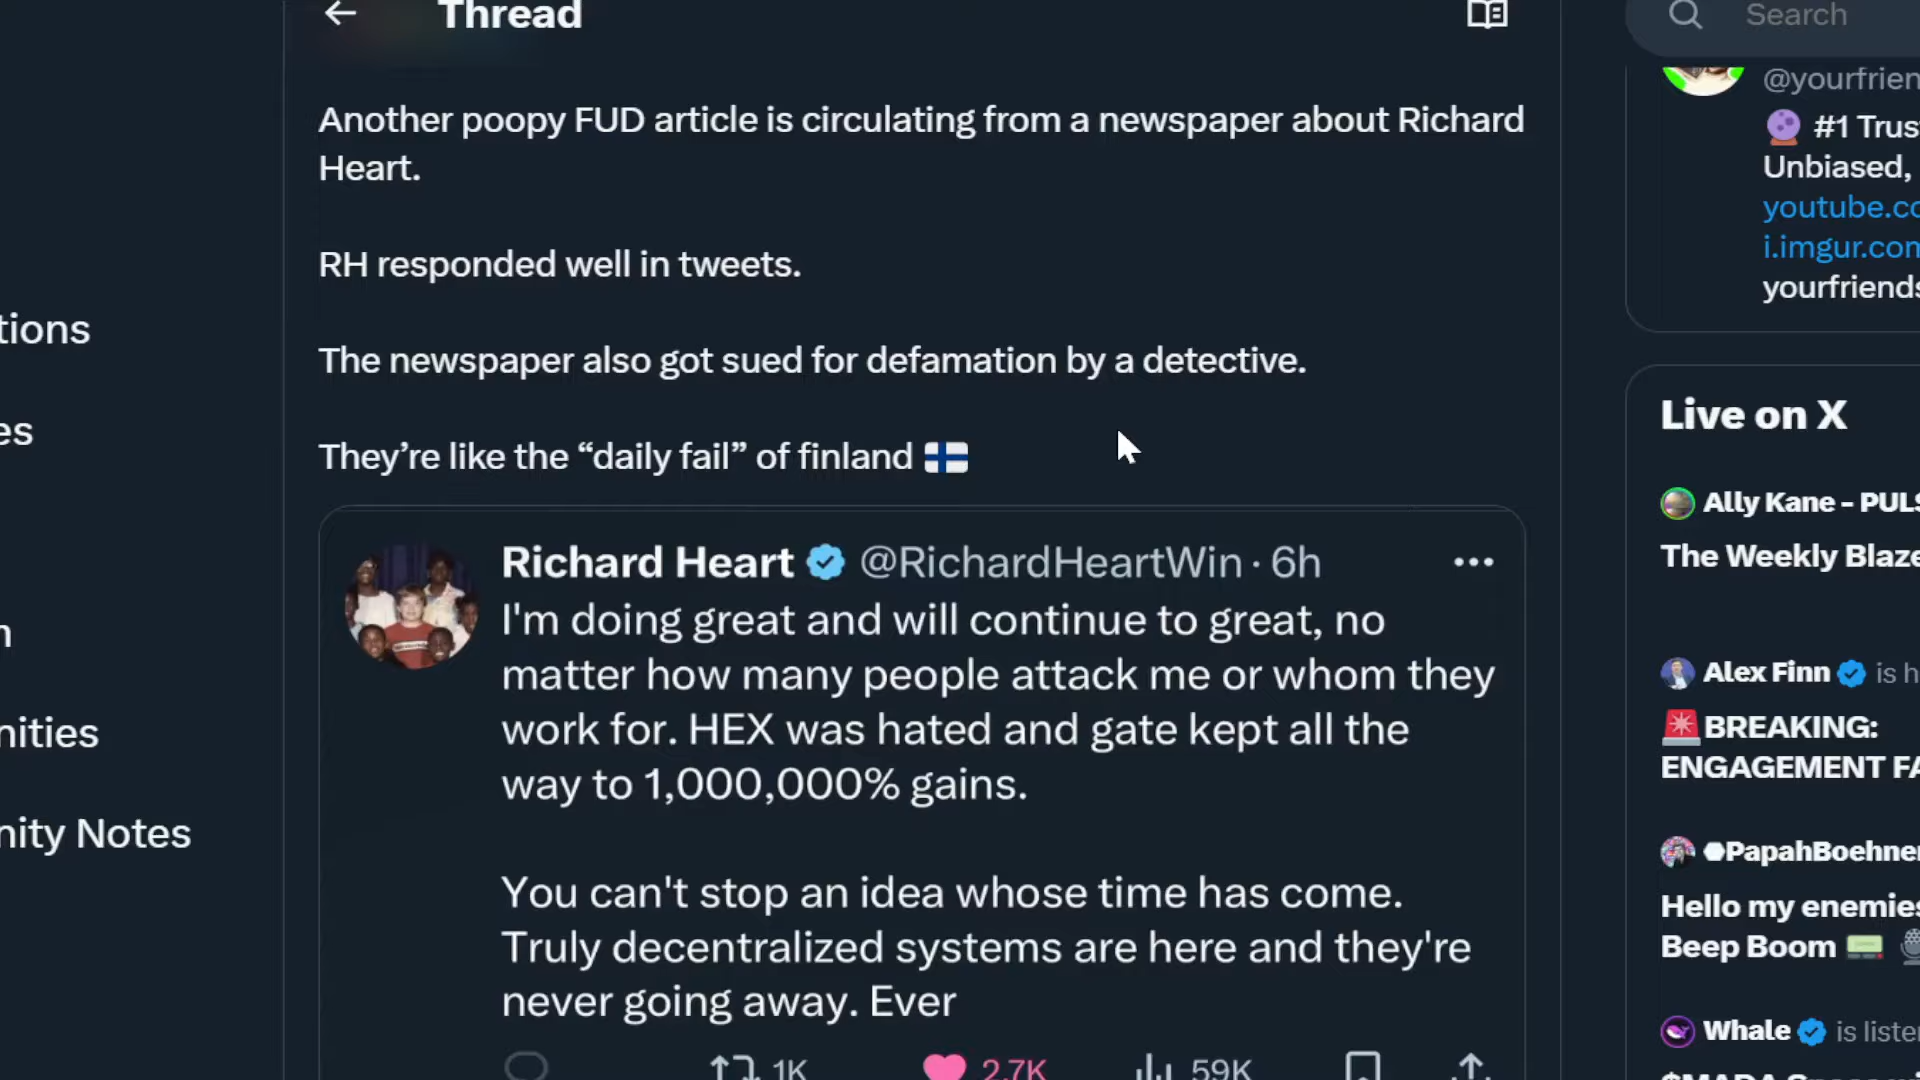 Thread
Search
Another poopy FUD article is circulating from a newspaper about Richard
Heart.
RH responded well in tweets.
The newspaper also got sued for defamation by a detective.
They're like the “daily fail” of finland
Richard Heart @RichardHeartWin · 6h
I'm doing great and will continue to great, no
matter how many people attack me or whom they
work for. HEX was hated and gate kept all the
way to 1,000,000% gains.
You can't stop an idea whose time has come.
Truly decentralized systems are here and they're
never going away. Ever
1K 2.7K 59K
tions
es
n
nities
nity Notes
@yourfrien
#1 Trus
Unbiased,
youtube.co
i.imgur.com
yourfriends
Live on X
Ally Kane - PULS
The Weekly Blaze
Alex Finn is h
BREAKING:
ENGAGEMENT FA
PapahBoehner
Hello my enemies
Beep Boom
Whale is listen